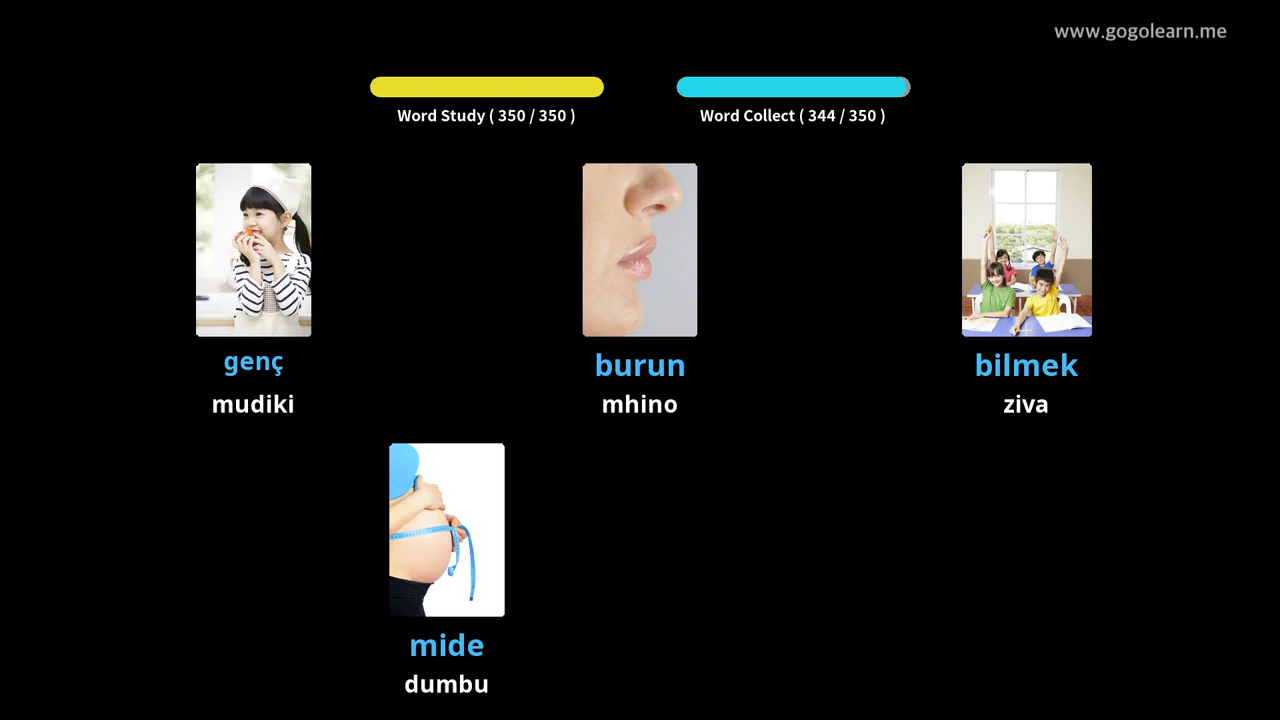 www.gogolearn.me
Word Study ( 350 / 350 )
Word Collect ( 344 / 350 )
genç
burun
bilmek
mudiki
mhino
ziva
mide
dumbu